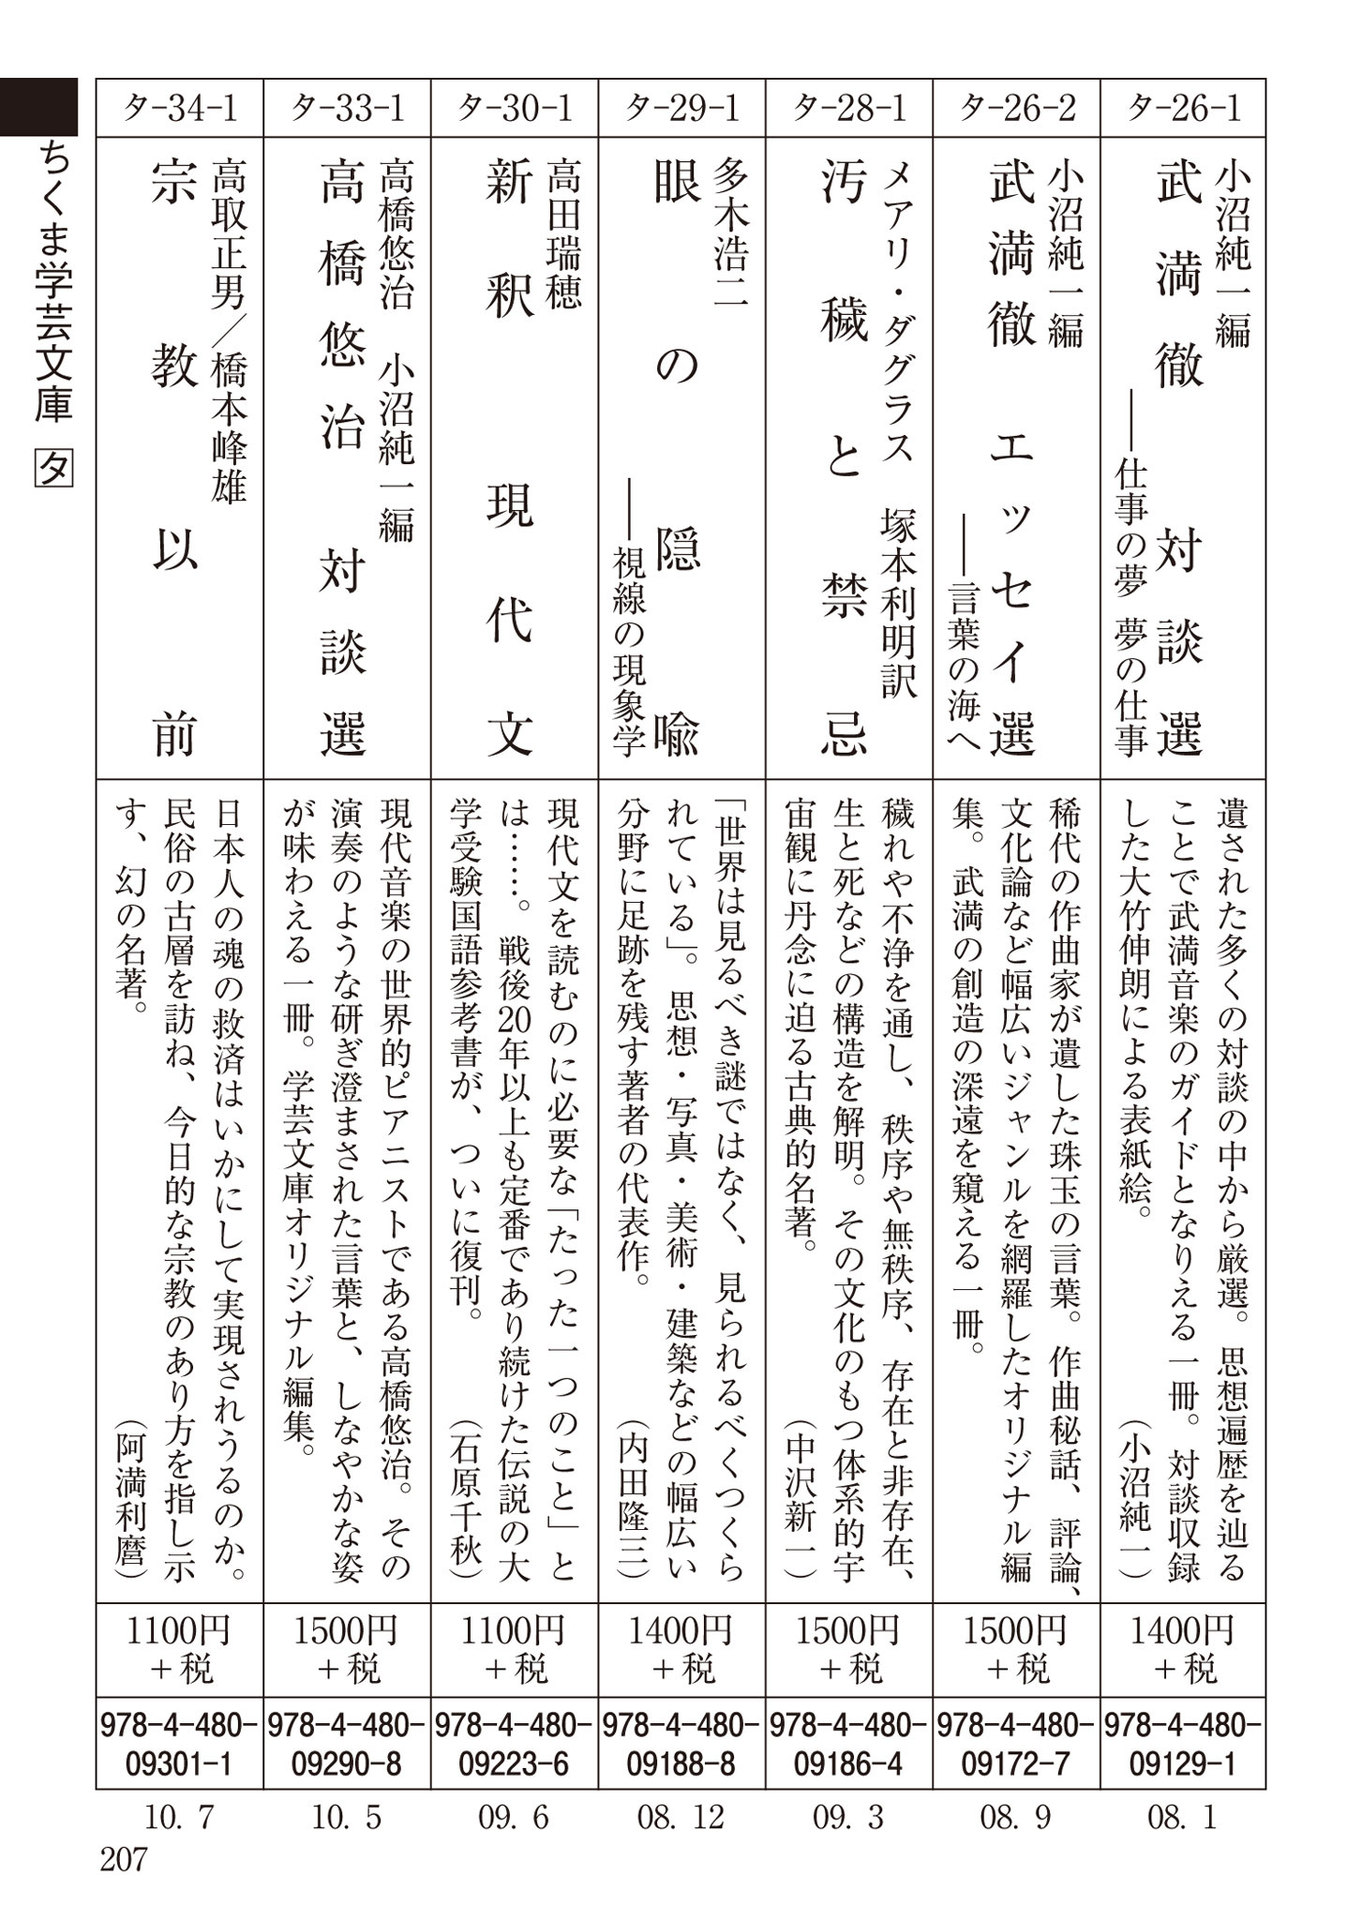 ちくま学芸文庫 タ
タ-26-1
小沼純一編
武満徹 対談選
――仕事の夢 夢の仕事
遺された多くの対談の中から厳選。思想遍歴を辿る
ことで武満音楽のガイドとなりえる一冊。対談収録
した大竹伸朗による表紙絵。
（小沼純一）
1400円
＋税
978-4-480-
09129-1
08. 1
タ-26-2
小沼純一編
武満徹 エッセイ選
――言葉の海へ
稀代の作曲家が遺した珠玉の言葉。作曲秘話、評論、
文化論など幅広いジャンルを網羅したオリジナル編
集。武満の創造の深遠を窺える一冊。
1500円
＋税
978-4-480-
09172-7
08. 9
タ-28-1
メアリ・ダグラス 塚本利明訳
汚穢と禁忌
穢れや不浄を通し、秩序や無秩序、存在と非存在、
生と死などの構造を解明。その文化のもつ体系的宇
宙観に丹念に迫る古典的名著。
（中沢新一）
1500円
＋税
978-4-480-
09186-4
09. 3
タ-29-1
多木浩二
眼の隠喩
――視線の現象学
「世界は見るべき謎ではなく、見られるべくつくら
れている」。思想・写真・美術・建築などの幅広い
分野に足跡を残す著者の代表作。
（内田隆三）
1400円
＋税
978-4-480-
09188-8
08. 12
タ-30-1
高田瑞穂
新釈 現代文
現代文を読むのに必要な「たった一つのこと」と
は……。戦後20年以上も定番であり続けた伝説の大
学受験国語参考書が、ついに復刊。
（石原千秋）
1100円
＋税
978-4-480-
09223-6
09. 6
タ-33-1
高橋悠治 小沼純一編
高橋悠治 対談選
現代音楽の世界的ピアニストである高橋悠治。その
演奏のような研ぎ澄まされた言葉と、しなやかな姿
が味わえる一冊。学芸文庫オリジナル編集。
1500円
＋税
978-4-480-
09290-8
10. 5
タ-34-1
高取正男／橋本峰雄
宗教以前
日本人の魂の救済はいかにして実現されうるのか。
民俗の古層を訪ね、今日的な宗教のあり方を指し示
す、幻の名著。
（阿満利麿）
1100円
＋税
978-4-480-
09301-1
10. 7
207